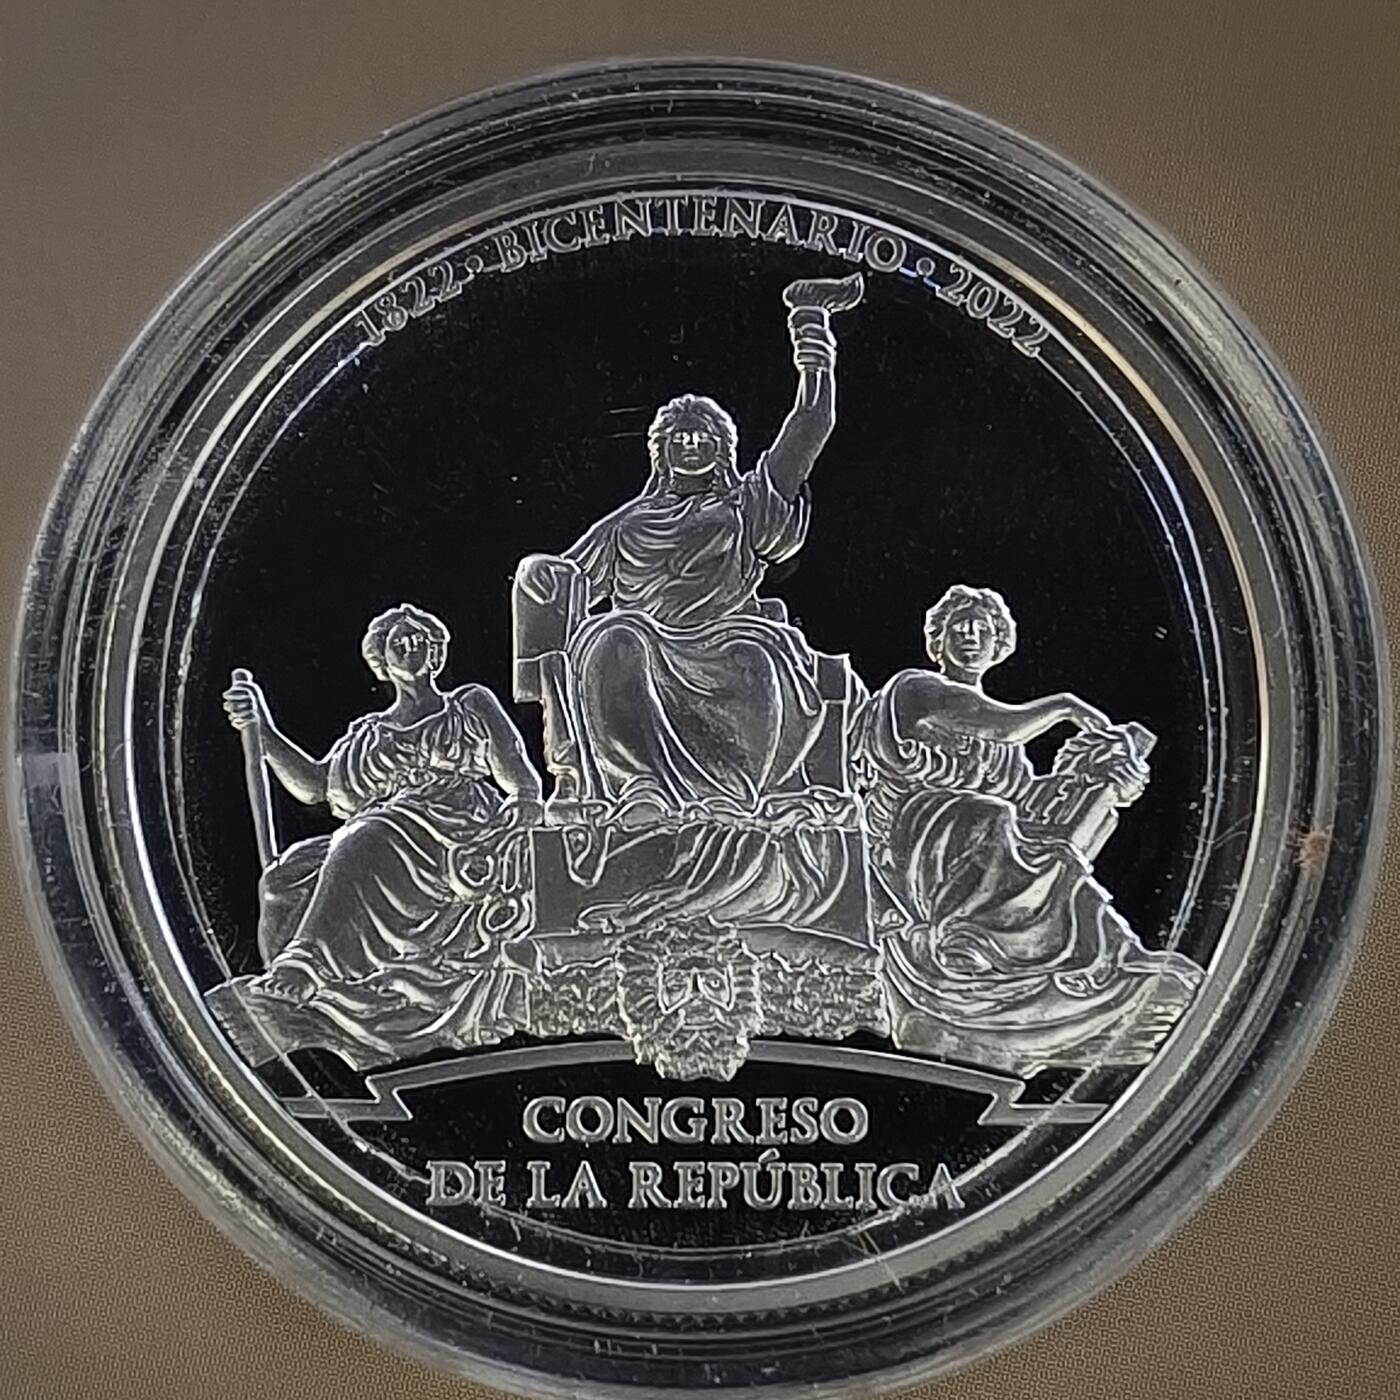 1822 • BICENTENARIO • 2022
CONGRESO
DE LA REPÚBLICA